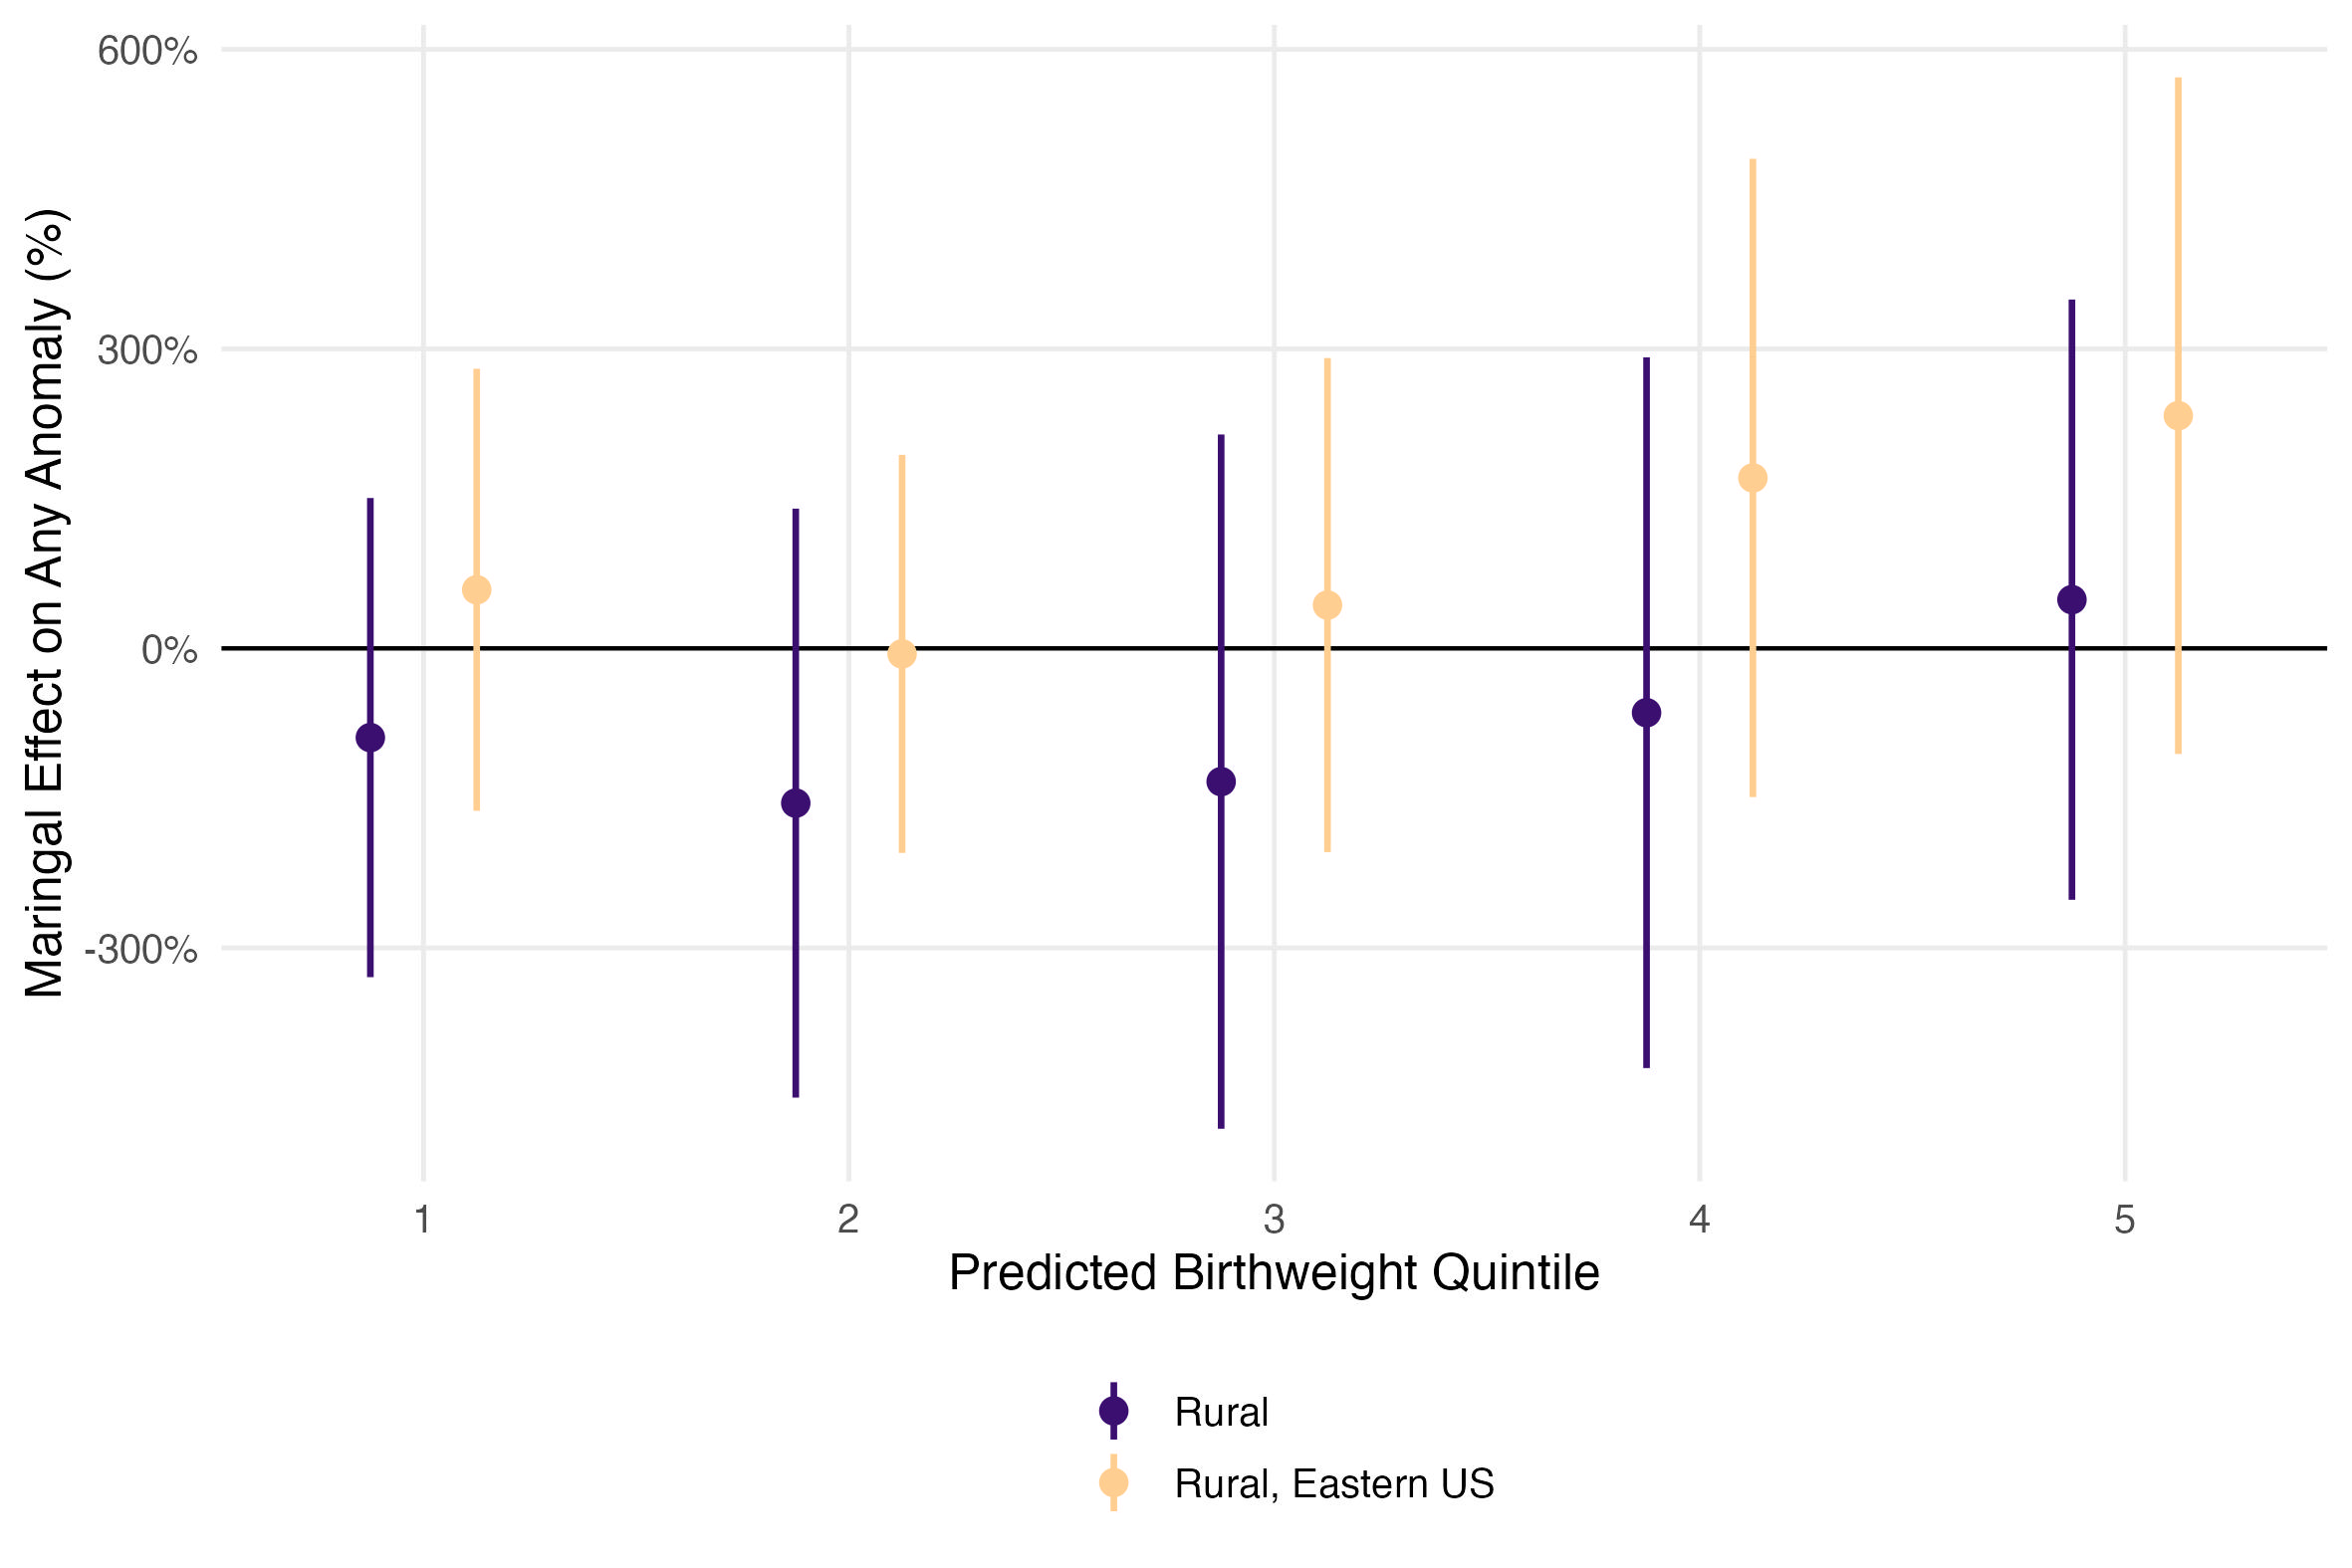 Maringal Effect on Any Anomaly (%)
600%
300%
0%
-300%
1
2
3
4
5
Predicted Birthweight Quintile
Rural
Rural, Eastern US